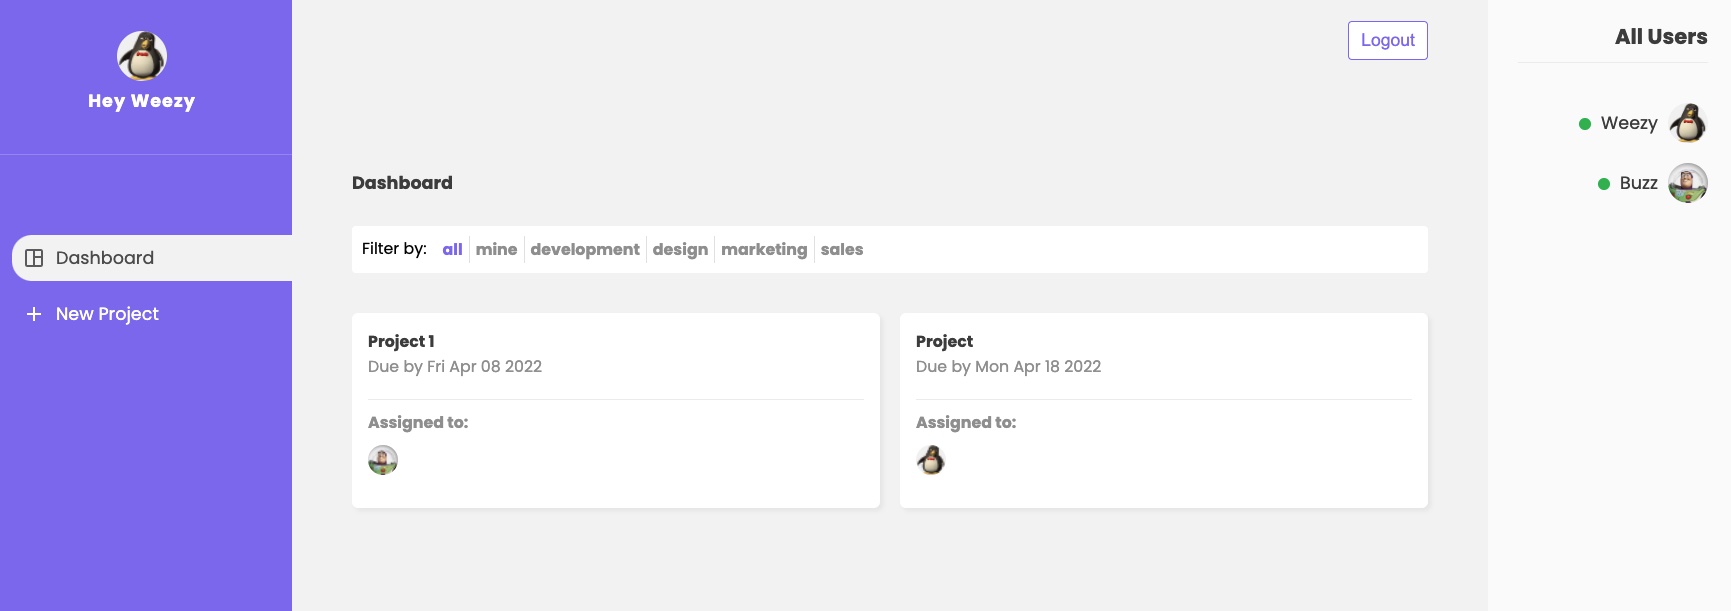 Hey Weezy
Dashboard
New Project
Logout
Dashboard
Filter by: all mine development design marketing sales
Project 1
Due by Fri Apr 08 2022
Assigned to:
Project
Due by Mon Apr 18 2022
Assigned to:
All Users
Weezy
Buzz